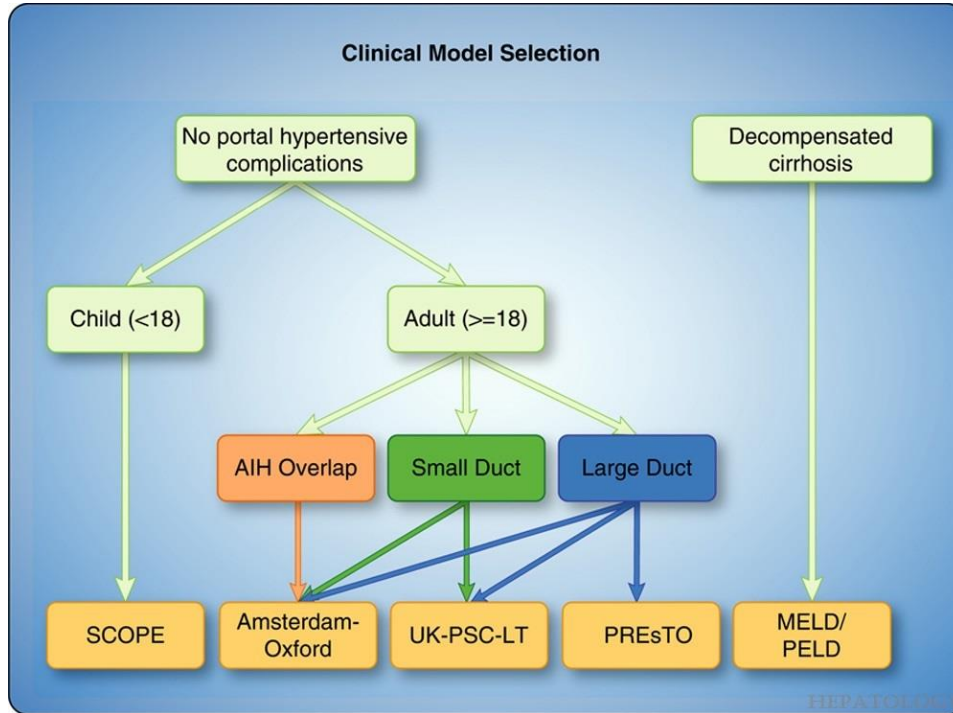 Clinical Model Selection
No portal hypertensive
complications
Decompensated
cirrhosis
Child (<18)
Adult (>=18)
AIH Overlap
Small Duct
Large Duct
SCOPE
Amsterdam-
Oxford
UK-PSC-LT
PREsTO
MELD/
PELD